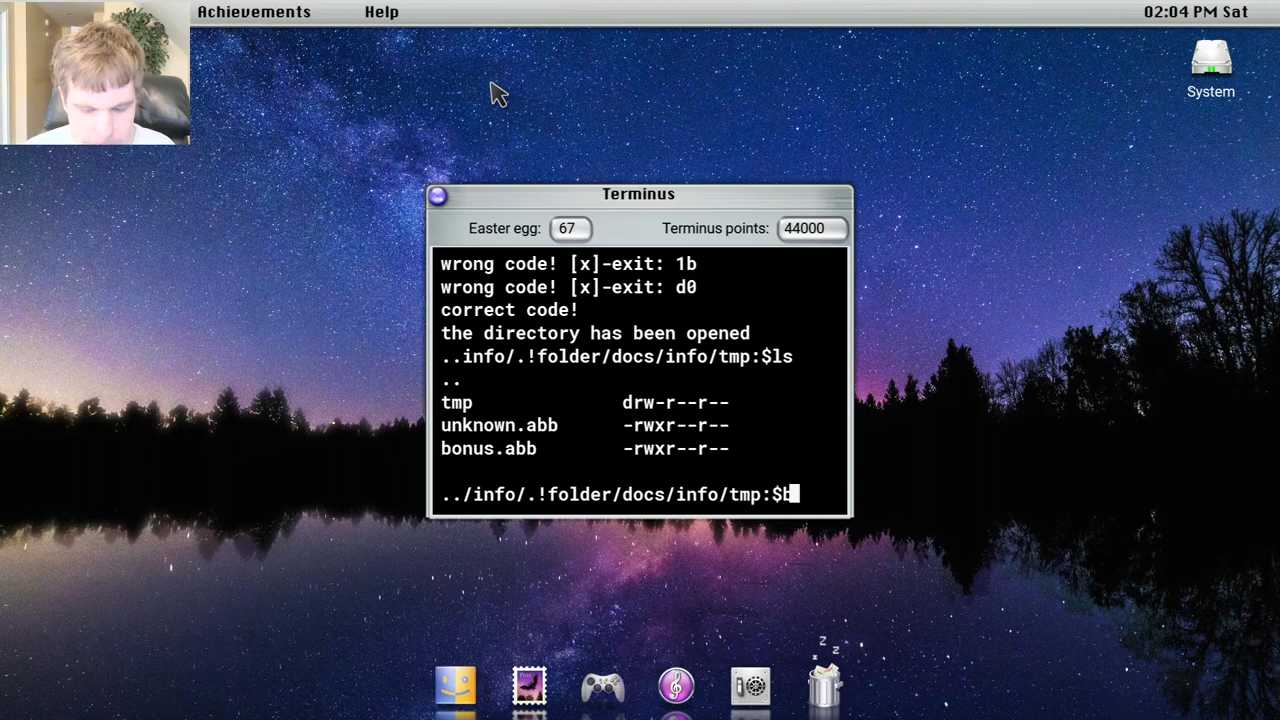 Achievements Help 02:04 PM Sat
System
Terminus
Easter egg: 67 Terminus points: 44000
wrong code! [x]-exit: 1b
wrong code! [x]-exit: d0
correct code!
the directory has been opened
..info/.!folder/docs/info/tmp:$ls
..
tmp drw-r--r--
unknown.abb -rwxr--r--
bonus.abb -rwxr--r--
../info/.!folder/docs/info/tmp:$b
z
z